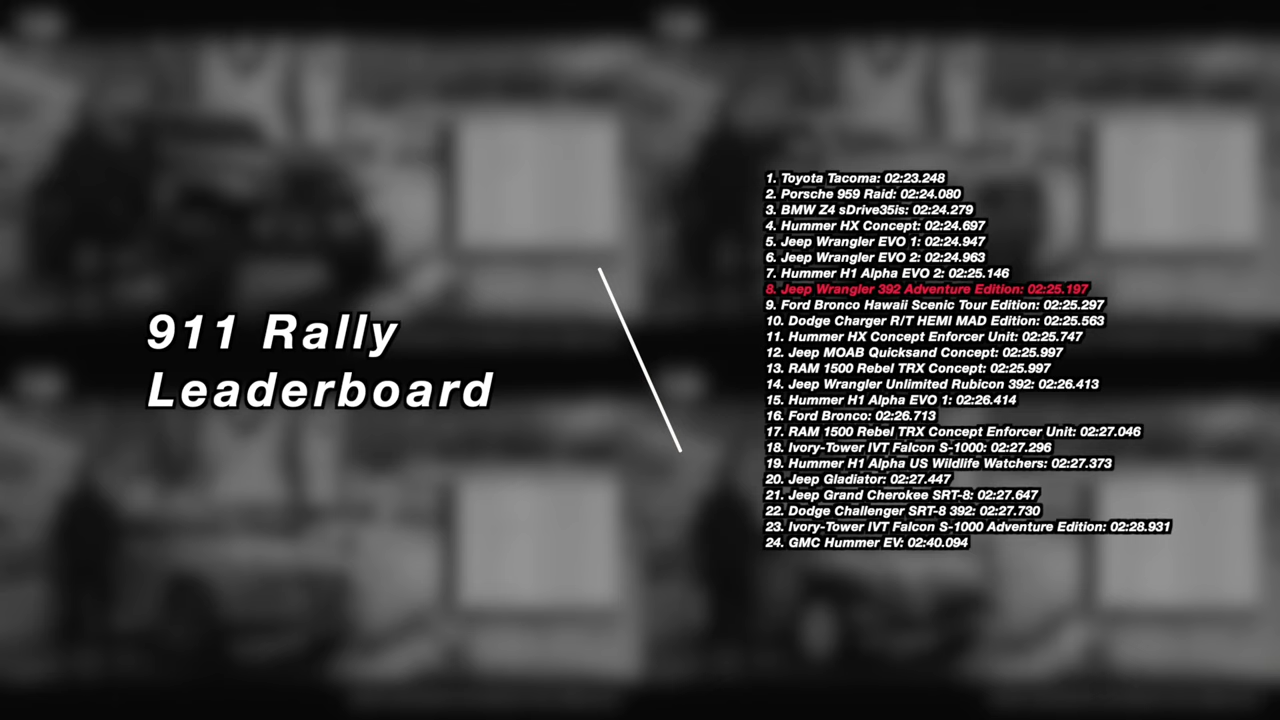 911 Rally
Leaderboard
1. Toyota Tacoma: 02:23.248
2. Porsche 959 Raid: 02:24.080
3. BMW Z4 sDrive35is: 02:24.279
4. Hummer HX Concept: 02:24.697
5. Jeep Wrangler EVO 1: 02:24.947
6. Jeep Wrangler EVO 2: 02:24.963
7. Hummer H1 Alpha EVO 2: 02:25.146
8. Jeep Wrangler 392 Adventure Edition: 02:25.197
9. Ford Bronco Hawaii Scenic Tour Edition: 02:25.297
10. Dodge Charger R/T HEMI MAD Edition: 02:25.563
11. Hummer HX Concept Enforcer Unit: 02:25.747
12. Jeep MOAB Quicksand Concept: 02:25.997
13. RAM 1500 Rebel TRX Concept: 02:25.997
14. Jeep Wrangler Unlimited Rubicon 392: 02:26.413
15. Hummer H1 Alpha EVO 1: 02:26.414
16. Ford Bronco: 02:26.713
17. RAM 1500 Rebel TRX Concept Enforcer Unit: 02:27.046
18. Ivory-Tower IVT Falcon S-1000: 02:27.296
19. Hummer H1 Alpha US Wildlife Watchers: 02:27.373
20. Jeep Gladiator: 02:27.447
21. Jeep Grand Cherokee SRT-8: 02:27.647
22. Dodge Challenger SRT-8 392: 02:27.730
23. Ivory-Tower IVT Falcon S-1000 Adventure Edition: 02:28.931
24. GMC Hummer EV: 02:40.094